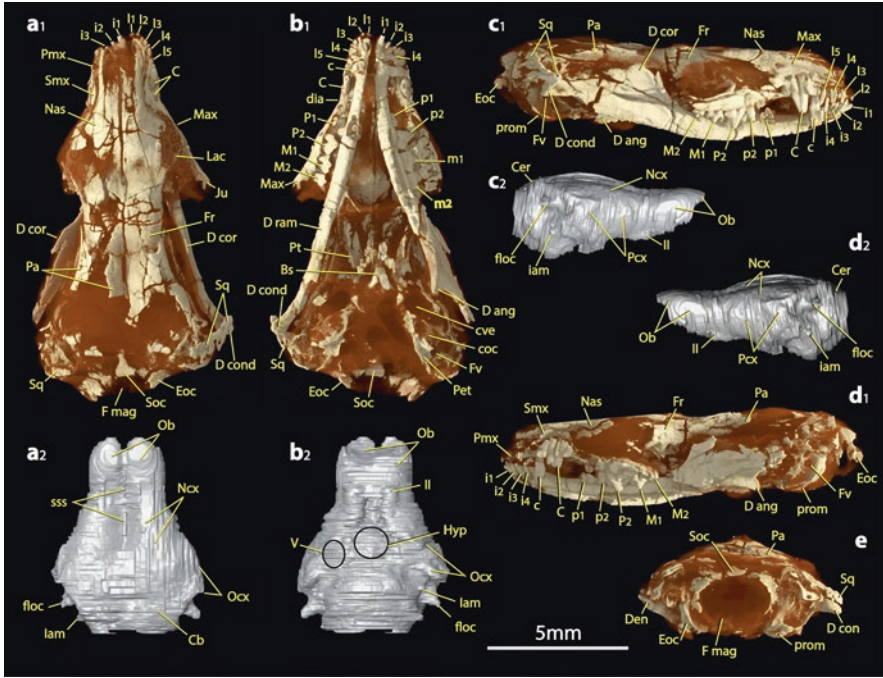 a1
i3 i2 i1 I1 I2 I3 I4 I5
Pmx
Smx
Nas
C
Max
Lac
Ju
D cor
Fr
D cor
Pa
Sq
D cond
Sq
Eoc
Soc
F mag
b1
I2 I1 i1 i2 i3
I3
I4
I5
i4
c
C
dia
P1
P2
M1
M2
Max
p1
p2
m1
m2
D ram
Pt
Bs
D cond
D ang
cve
coc
Fv
Pet
Sq
Eoc
Soc
c1
Sq Pa D cor Fr Nas Max I5 I4 I3 I2 i1
Eoc
prom Fv D cond D ang M2 M1 P2 p2 p1 C c i4 i3 i2
c2
Cer
Ncx
Ob
floc
iam
Pcx
II
d2
Ncx
Cer
Ob
II
Pcx
iam
floc
d1
Smx Nas Fr Pa
Pmx
i1 i2 i3 i4 c C p1 p2 P2 M1 M2 D ang prom Fv Eoc
a2
Ob
sss
Ncx
Ocx
floc
Iam
Cb
b2
Ob
II
V
Hyp
Ocx
Iam
floc
5mm
e
Soc
Pa
Sq
Den
D con
Eoc
F mag
prom